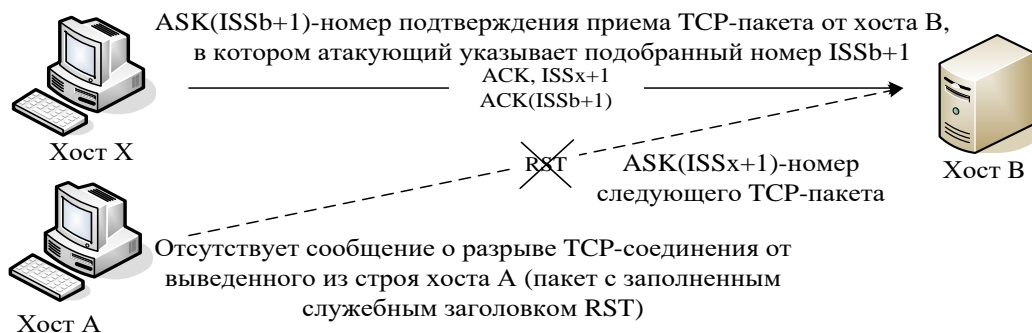 ASK(ISSb+1)-номер подтверждения приема TCP-пакета от хоста B,
в котором атакующий указывает подобранный номер ISSb+1
ACK, ISSx+1
ACK(ISSb+1)
Хост X
Хост B
RST
ASK(ISSx+1)-номер
следующего TCP-пакета
Отсутствует сообщение о разрыве TCP-соединения от
выведенного из строя хоста A (пакет с заполненным
служебным заголовком RST)
Хост A